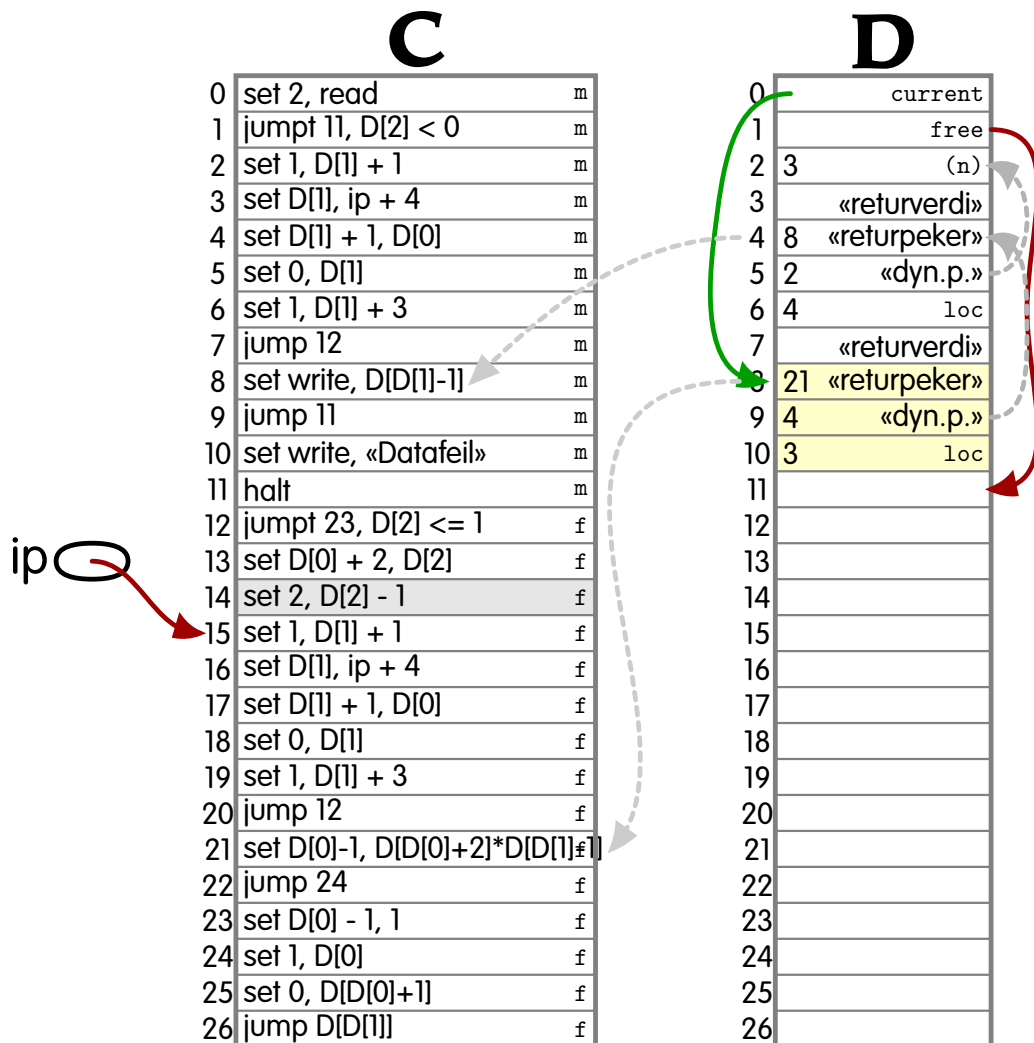 C D
0 set 2, read m
1 jumpt 11, D[2] < 0 m
2 set 1, D[1] + 1 m
3 set D[1], ip + 4 m
4 set D[1] + 1, D[0] m
5 set 0, D[1] m
6 set 1, D[1] + 3 m
7 jump 12 m
8 set write, D[D[1]-1] m
9 jump 11 m
10 set write, «Datafeil» m
11 halt m
12 jumpt 23, D[2] <= 1 f
13 set D[0] + 2, D[2] f
14 set 2, D[2] - 1 f
15 set 1, D[1] + 1 f
16 set D[1], ip + 4 f
17 set D[1] + 1, D[0] f
18 set 0, D[1] f
19 set 1, D[1] + 3 f
20 jump 12 f
21 set D[0]-1, D[D[0]+2]*D[D[1]-1] f
22 jump 24 f
23 set D[0] - 1, 1 f
24 set 1, D[0] f
25 set 0, D[D[0]+1] f
26 jump D[D[1]] f
ip
0 current
1 free
2 3 (n)
3 «returverdi»
4 8 «returpeker»
5 2 «dyn.p.»
6 4 loc
7 «returverdi»
8 21 «returpeker»
9 4 «dyn.p.»
10 3 loc
11
12
13
14
15
16
17
18
19
20
21
22
23
24
25
26